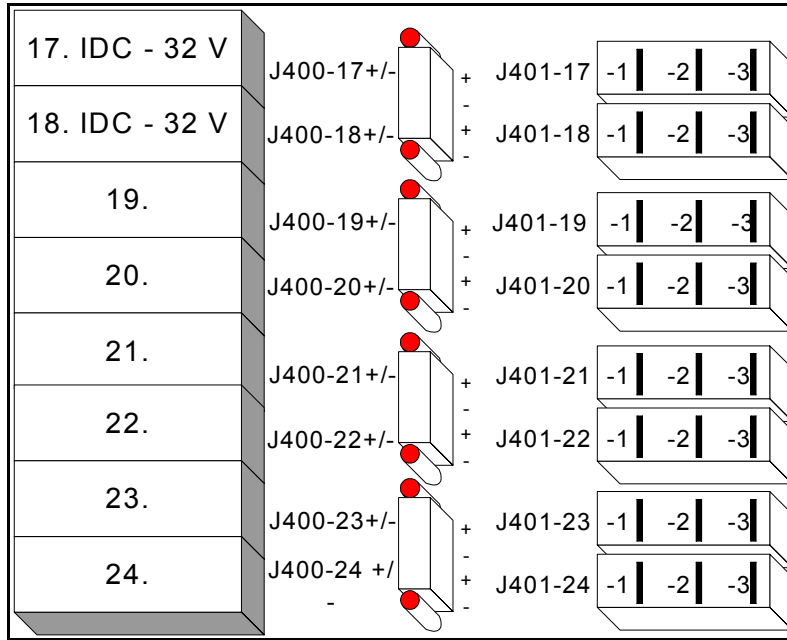 17. IDC - 32 V
J400-17+/-
+
-
J401-17
-1 -2 -3
18. IDC - 32 V
J400-18+/-
+
-
J401-18
-1 -2 -3
19.
J400-19+/-
+
-
J401-19
-1 -2 -3
20.
J400-20+/-
+
-
J401-20
-1 -2 -3
21.
J400-21+/-
+
-
J401-21
-1 -2 -3
22.
J400-22+/-
+
-
J401-22
-1 -2 -3
23.
J400-23+/-
+
-
J401-23
-1 -2 -3
24.
J400-24 +/
-
+
-
J401-24
-1 -2 -3